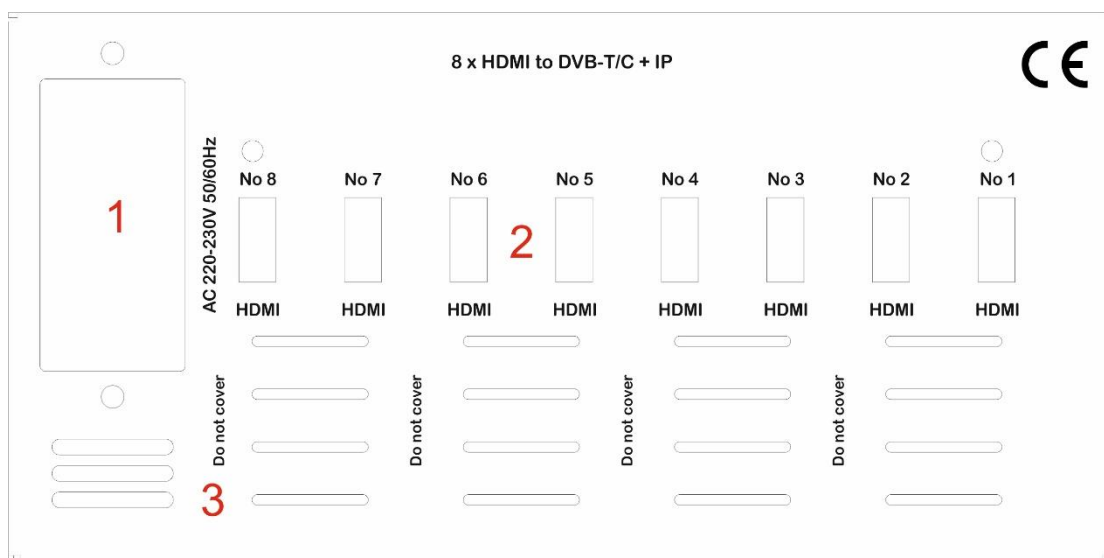 8 x HDMI to DVB-T/C + IP
CE
1
AC 220-230V 50/60Hz
No 8 No 7 No 6 No 5 No 4 No 3 No 2 No 1
2
HDMI HDMI HDMI HDMI HDMI HDMI HDMI HDMI
Do not cover Do not cover Do not cover Do not cover
3